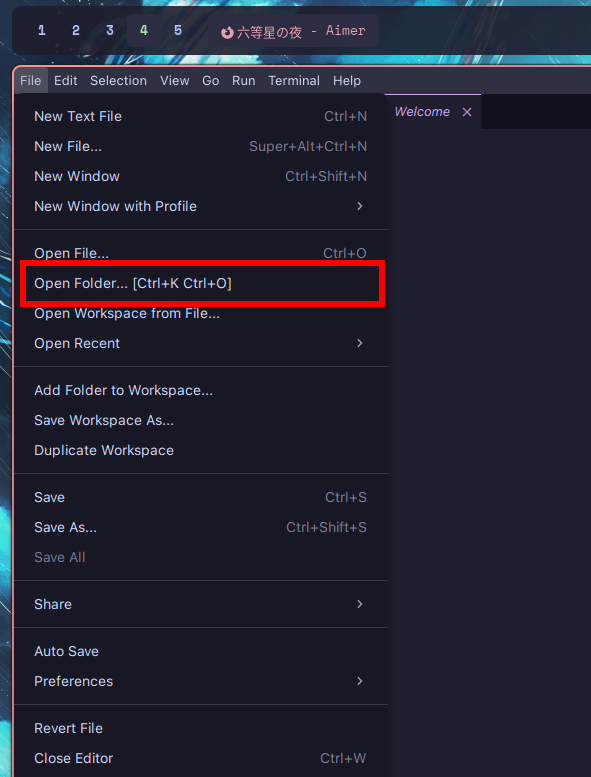 1 2 3 4 5 六等星の夜 - Aimer
File Edit Selection View Go Run Terminal Help
Welcome
New Text File Ctrl+N
New File... Super+Alt+Ctrl+N
New Window Ctrl+Shift+N
New Window with Profile
Open File... Ctrl+O
Open Folder... [Ctrl+K Ctrl+O]
Open Workspace from File...
Open Recent
Add Folder to Workspace...
Save Workspace As...
Duplicate Workspace
Save Ctrl+S
Save As... Ctrl+Shift+S
Save All
Share
Auto Save
Preferences
Revert File
Close Editor Ctrl+W